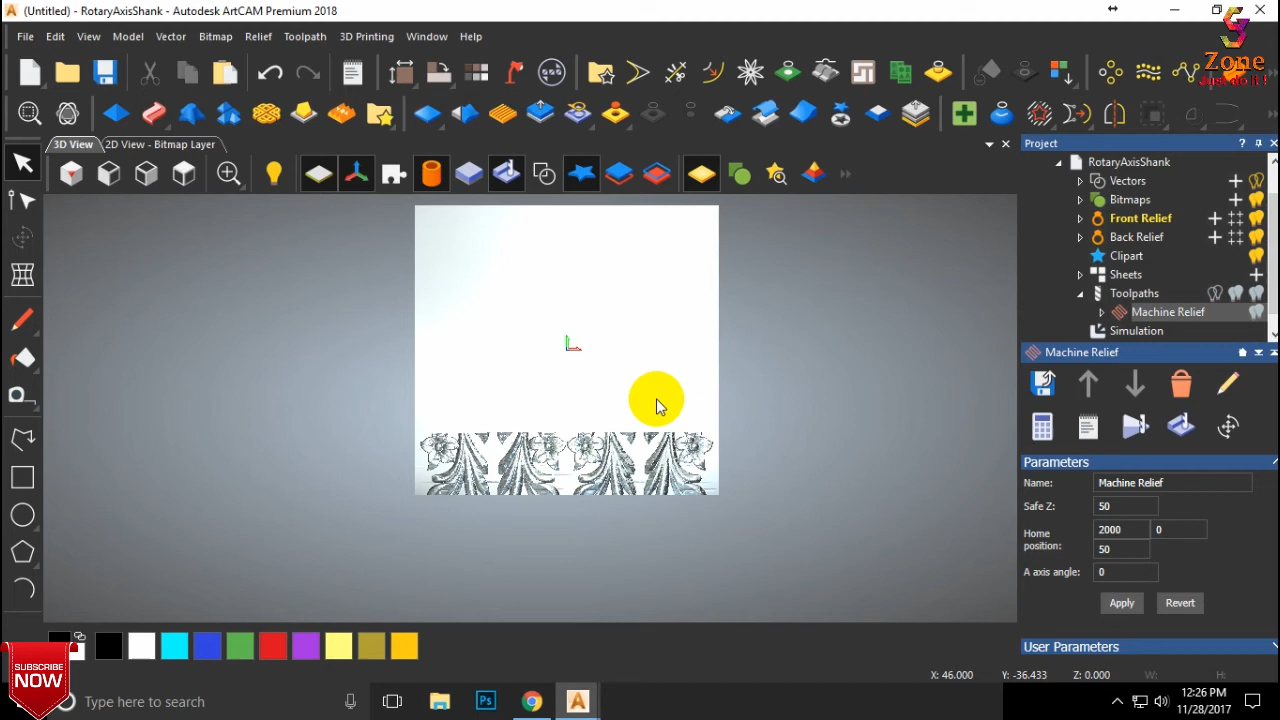 (Untitled) - RotaryAxisShank - Autodesk ArtCAM Premium 2018
File Edit View Model Vector Bitmap Relief Toolpath 3D Printing Window Help
Zone
Just do it !
3D View 2D View - Bitmap Layer
Project
RotaryAxisShank
Vectors
Bitmaps
Front Relief
Back Relief
Clipart
Sheets
Toolpaths
Machine Relief
Simulation
Machine Relief
Parameters
Name: Machine Relief
Safe Z: 50
Home position: 2000 0
50
A axis angle: 0
Apply Revert
User Parameters
X: 46.000 Y: -36.433 Z: 0.000 W: H:
SUBSCRIBE
NOW
Type here to search
Ps
12:26 PM
11/28/2017